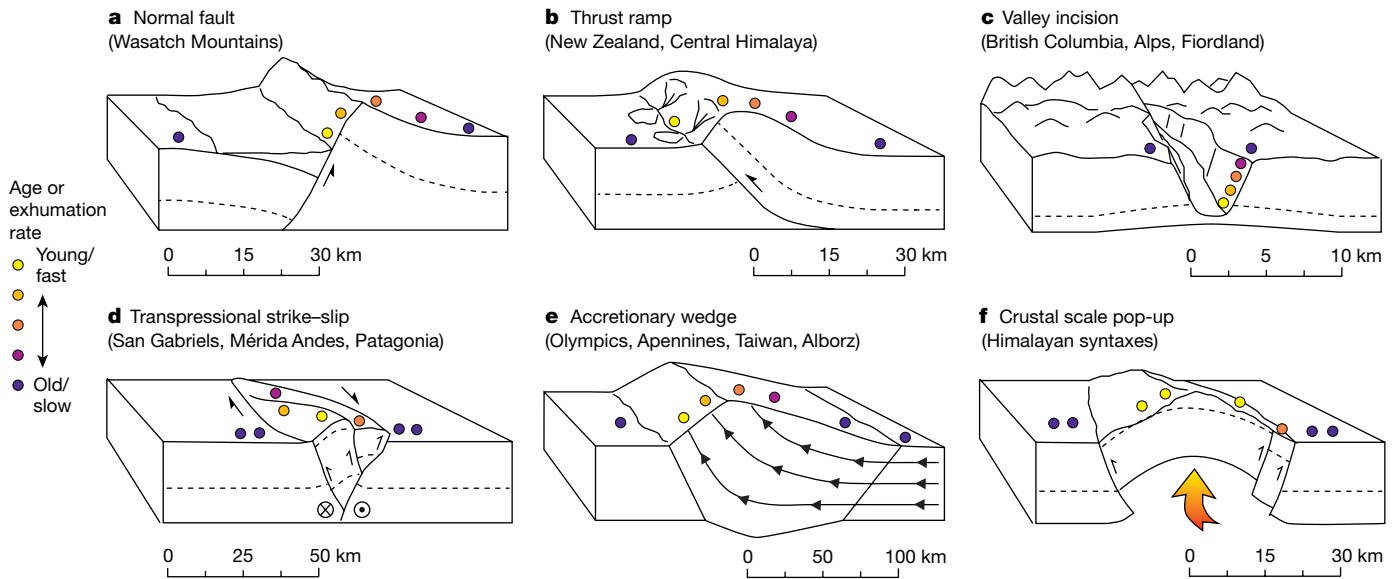 a Normal fault
(Wasatch Mountains)
0 15 30 km
b Thrust ramp
(New Zealand, Central Himalaya)
0 15 30 km
c Valley incision
(British Columbia, Alps, Fiordland)
0 5 10 km
Age or
exhumation
rate
Young/
fast
Old/
slow
d Transpressional strike–slip
(San Gabriels, Mérida Andes, Patagonia)
0 25 50 km
e Accretionary wedge
(Olympics, Apennines, Taiwan, Alborz)
0 50 100 km
f Crustal scale pop-up
(Himalayan syntaxes)
0 15 30 km